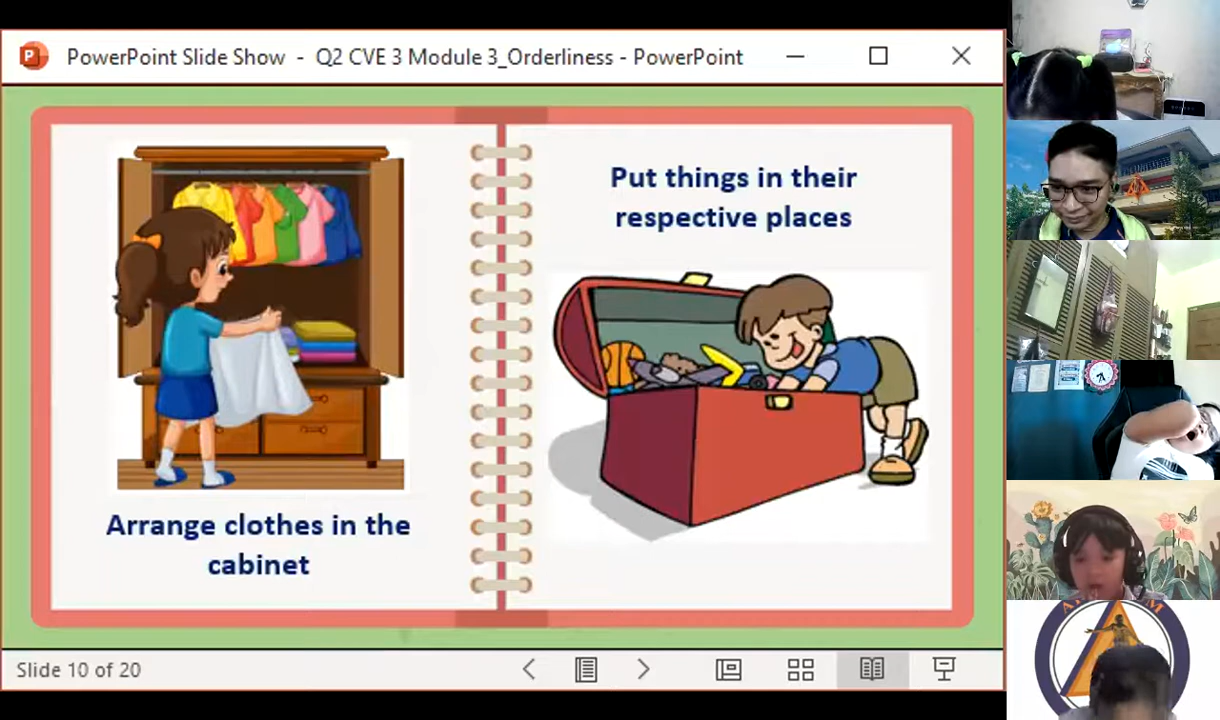 PowerPoint Slide Show - Q2 CVE 3 Module 3_Orderliness - PowerPoint
Arrange clothes in the
cabinet
Put things in their
respective places
Slide 10 of 20